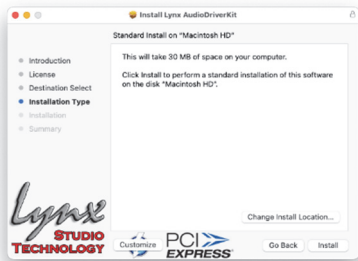 Install Lynx AudioDriverKit
Standard Install on "Macintosh HD"
Introduction
License
Destination Select
Installation Type
Installation
Summary
This will take 30 MB of space on your computer.
Click Install to perform a standard installation of this software
on the disk "Macintosh HD".
Change Install Location...
Lynx
STUDIO
TECHNOLOGY
Customize
PCI
EXPRESS
Go Back
Install